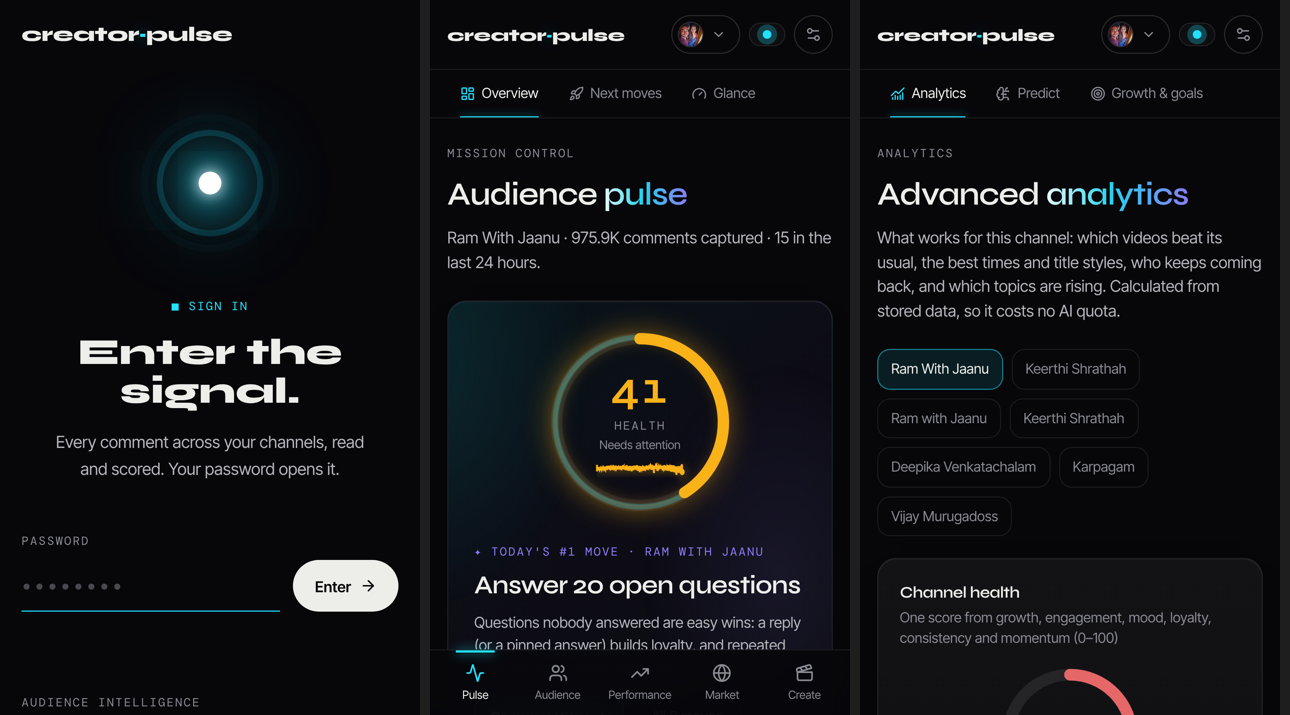 creator-pulse
SIGN IN
Enter the
signal.
Every comment across your channels, read
and scored. Your password opens it.
PASSWORD
Enter →
AUDIENCE INTELLIGENCE
creator-pulse
Overview
Next moves
Glance
MISSION CONTROL
Audience pulse
Ram With Jaanu · 975.9K comments captured · 15 in the
last 24 hours.
41
HEALTH
Needs attention
✦ TODAY'S #1 MOVE · RAM WITH JAANU
Answer 20 open questions
Questions nobody answered are easy wins: a reply
(or a pinned answer) builds loyalty, and repeated
Pulse
Audience
Performance
Market
Create
creator-pulse
Analytics
Predict
Growth & goals
ANALYTICS
Advanced analytics
What works for this channel: which videos beat its
usual, the best times and title styles, who keeps coming
back, and which topics are rising. Calculated from
stored data, so it costs no AI quota.
Ram With Jaanu
Keerthi Shrathah
Ram with Jaanu
Keerthi Shrathah
Deepika Venkatachalam
Karpagam
Vijay Murugadoss
Channel health
One score from growth, engagement, mood, loyalty,
consistency and momentum (0–100)